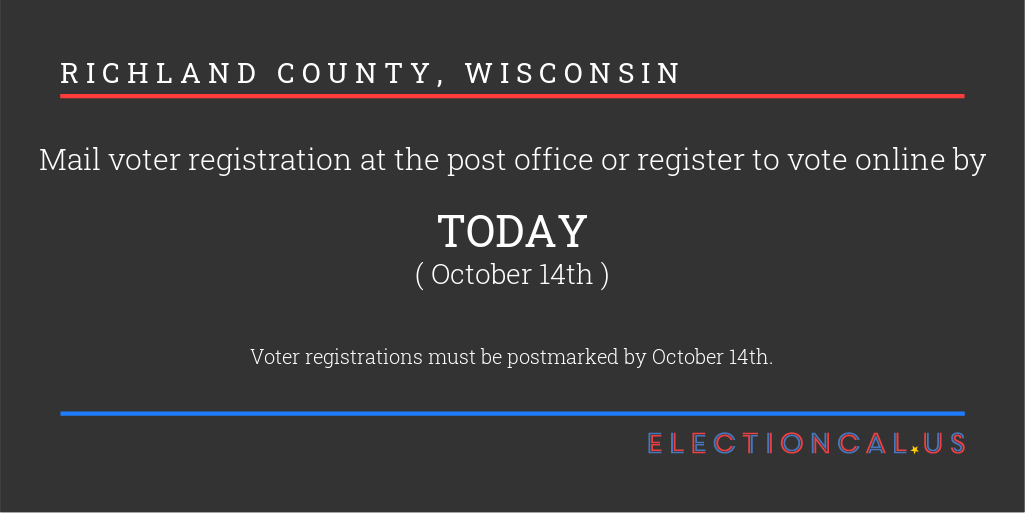 RICHLAND COUNTY, WISCONSIN
Mail voter registration at the post office or register to vote online by
TODAY
( October 14th )
Voter registrations must be postmarked by October 14th.
ELECTIONCAL.US